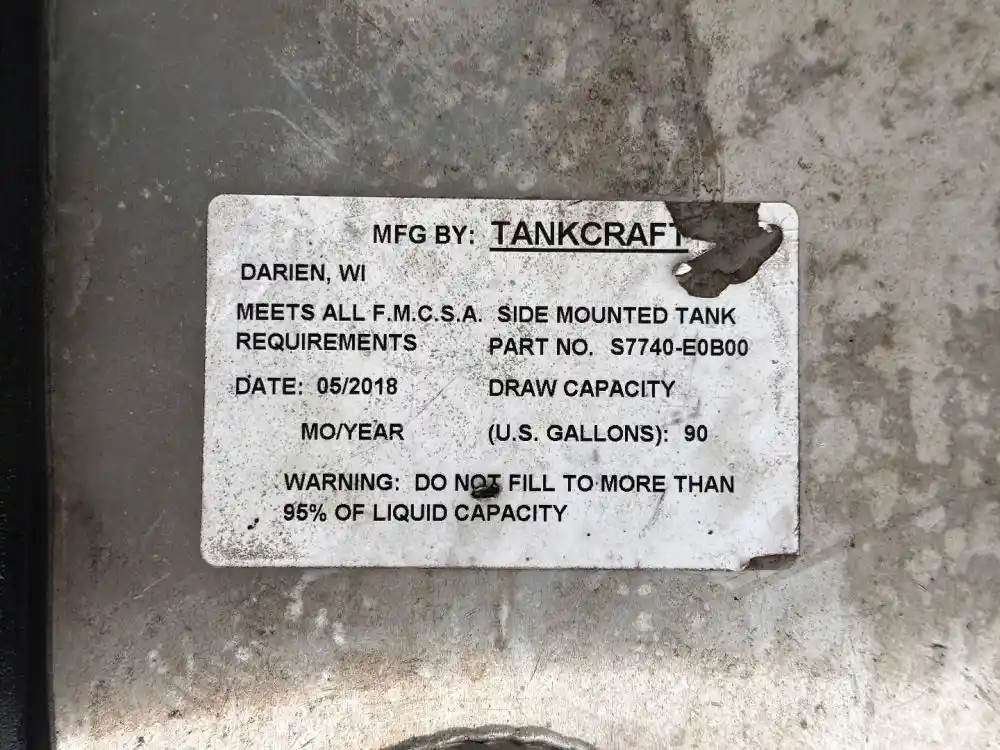 MFG BY: TANKCRAFT
DARIEN, WI
MEETS ALL F.M.C.S.A. SIDE MOUNTED TANK
REQUIREMENTS PART NO. S7740-E0B00
DATE: 05/2018 DRAW CAPACITY
MO/YEAR (U.S. GALLONS): 90
WARNING: DO NOT FILL TO MORE THAN
95% OF LIQUID CAPACITY